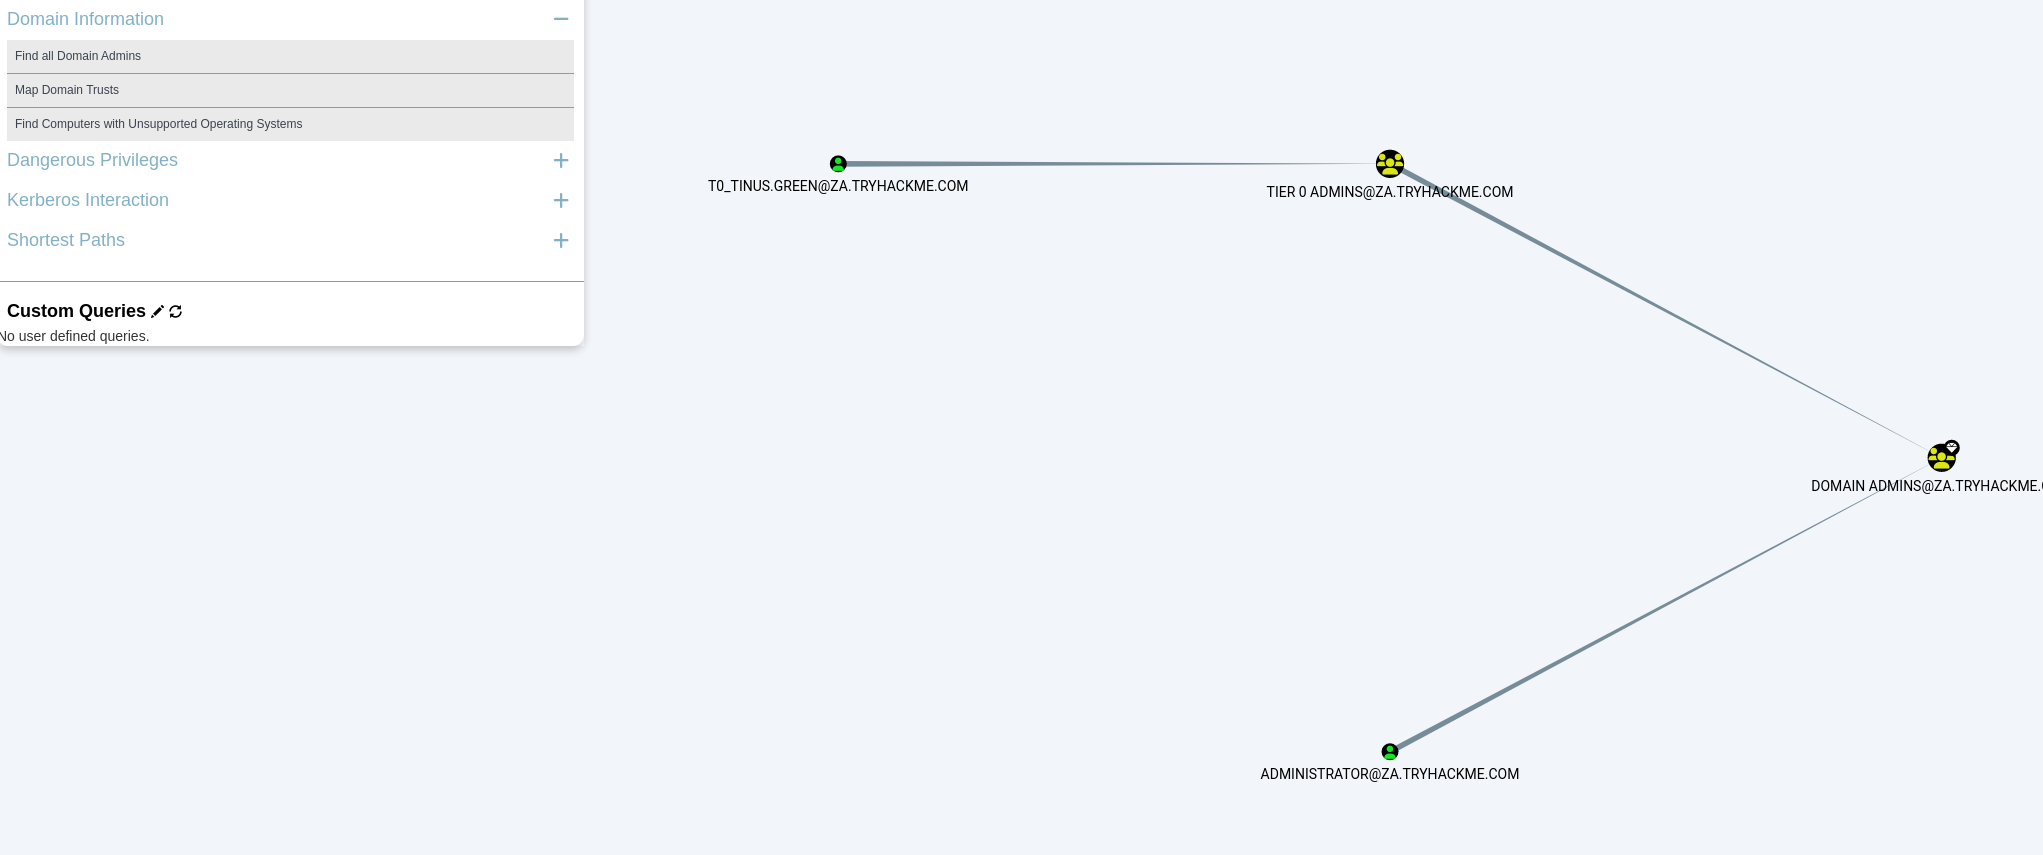 Domain Information
Find all Domain Admins
Map Domain Trusts
Find Computers with Unsupported Operating Systems
Dangerous Privileges
Kerberos Interaction
Shortest Paths
Custom Queries
No user defined queries.
T0_TINUS.GREEN@ZA.TRYHACKME.COM
TIER 0 ADMINS@ZA.TRYHACKME.COM
DOMAIN ADMINS@ZA.TRYHACKME.
ADMINISTRATOR@ZA.TRYHACKME.COM